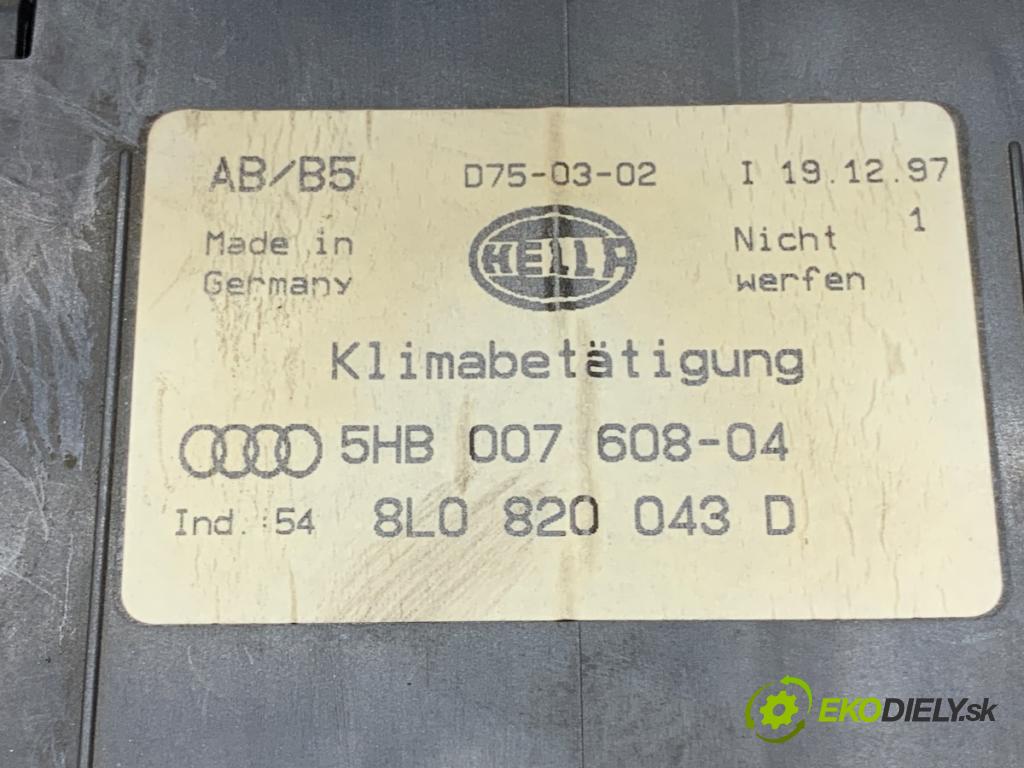 AB/B5 D75-03-02 I 19.12.97
Made in Germany HELLA Nicht werfen 1
Klimabetätigung
5HB 007 608-04
Ind. :54 8L0 820 043 D
EKODIELY.sk